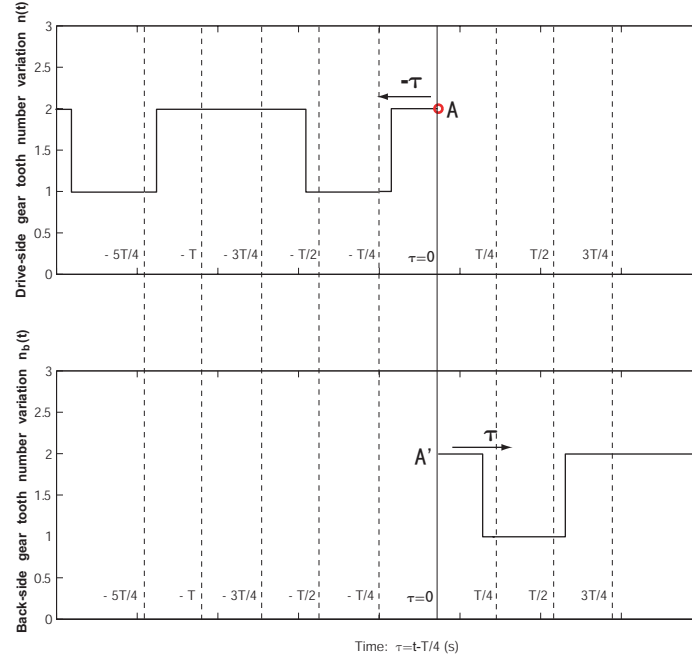 Drive-side gear tooth number variation n(t)
3
2.5
2
1.5
1
0.5
0
-τ
A
- 5T/4
- T
- 3T/4
- T/2
- T/4
τ=0
T/4
T/2
3T/4
Back-side gear tooth number variation n_b(t)
3
2.5
2
1.5
1
0.5
0
τ
A'
- 5T/4
- T
- 3T/4
- T/2
- T/4
τ=0
T/4
T/2
3T/4
Time: τ=t-T/4 (s)